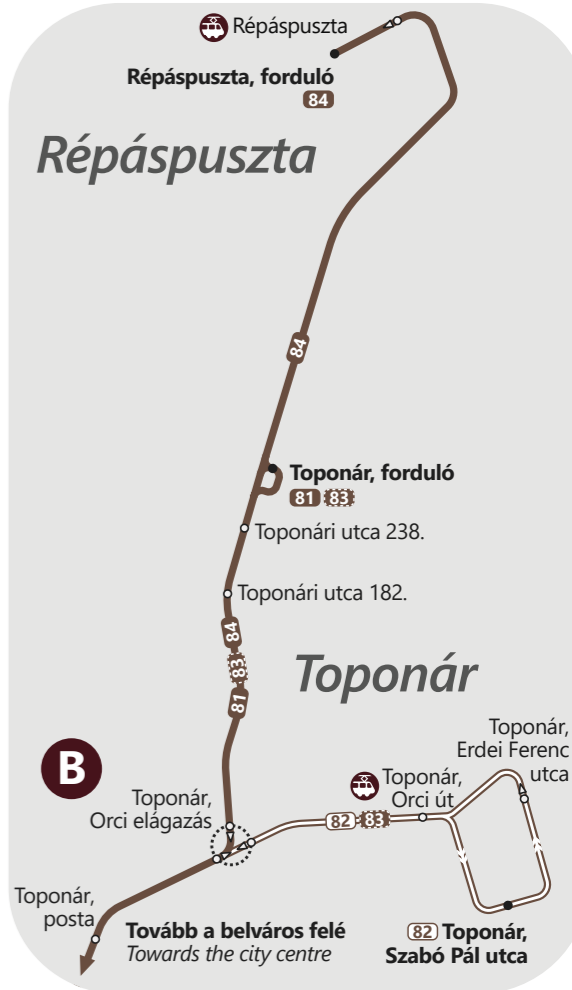 Répáspuszta
Répáspuszta, forduló
84
Répáspuszta
84
Toponár, forduló
81 83
Toponári utca 238.
Toponári utca 182.
84
83
81
Toponár
B
Toponár,
Erdei Ferenc
utca
Toponár,
Orci út
Toponár,
Orci elágazás
82 83
Toponár,
posta
Tovább a belváros felé
Towards the city centre
82 Toponár,
Szabó Pál utca